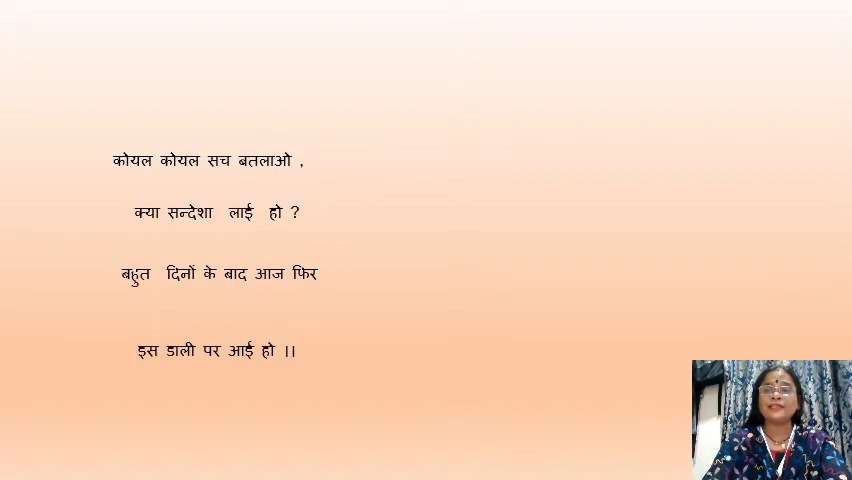 कोयल कोयल सच बतलाओ ,
क्या सन्देशा लाई हो ?
बहुत दिनों के बाद आज फिर
इस डाली पर आई हो ।।